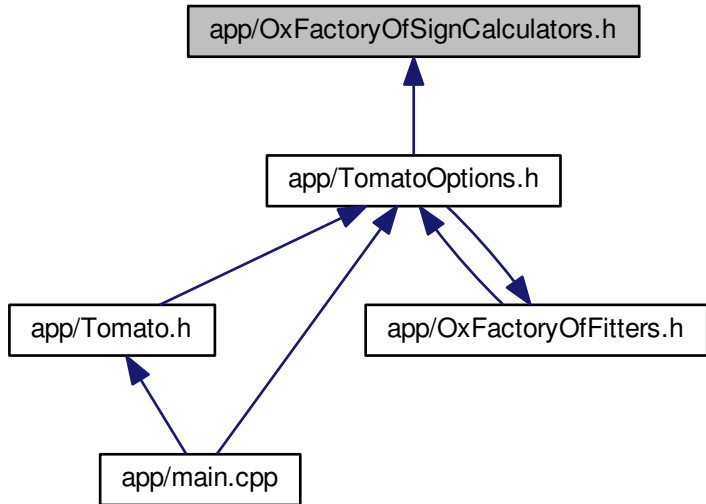 app/OxFactoryOfSignCalculators.h
app/TomatoOptions.h
app/Tomato.h
app/OxFactoryOfFitters.h
app/main.cpp